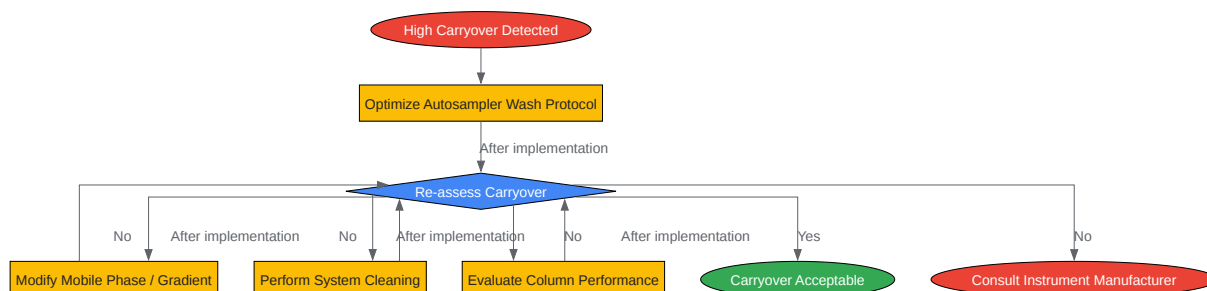 High Carryover Detected
Optimize Autosampler Wash Protocol
After implementation
Re-assess Carryover
No
After implementation
No
After implementation
No
After implementation
Yes
No
Modify Mobile Phase / Gradient
Perform System Cleaning
Evaluate Column Performance
Carryover Acceptable
Consult Instrument Manufacturer